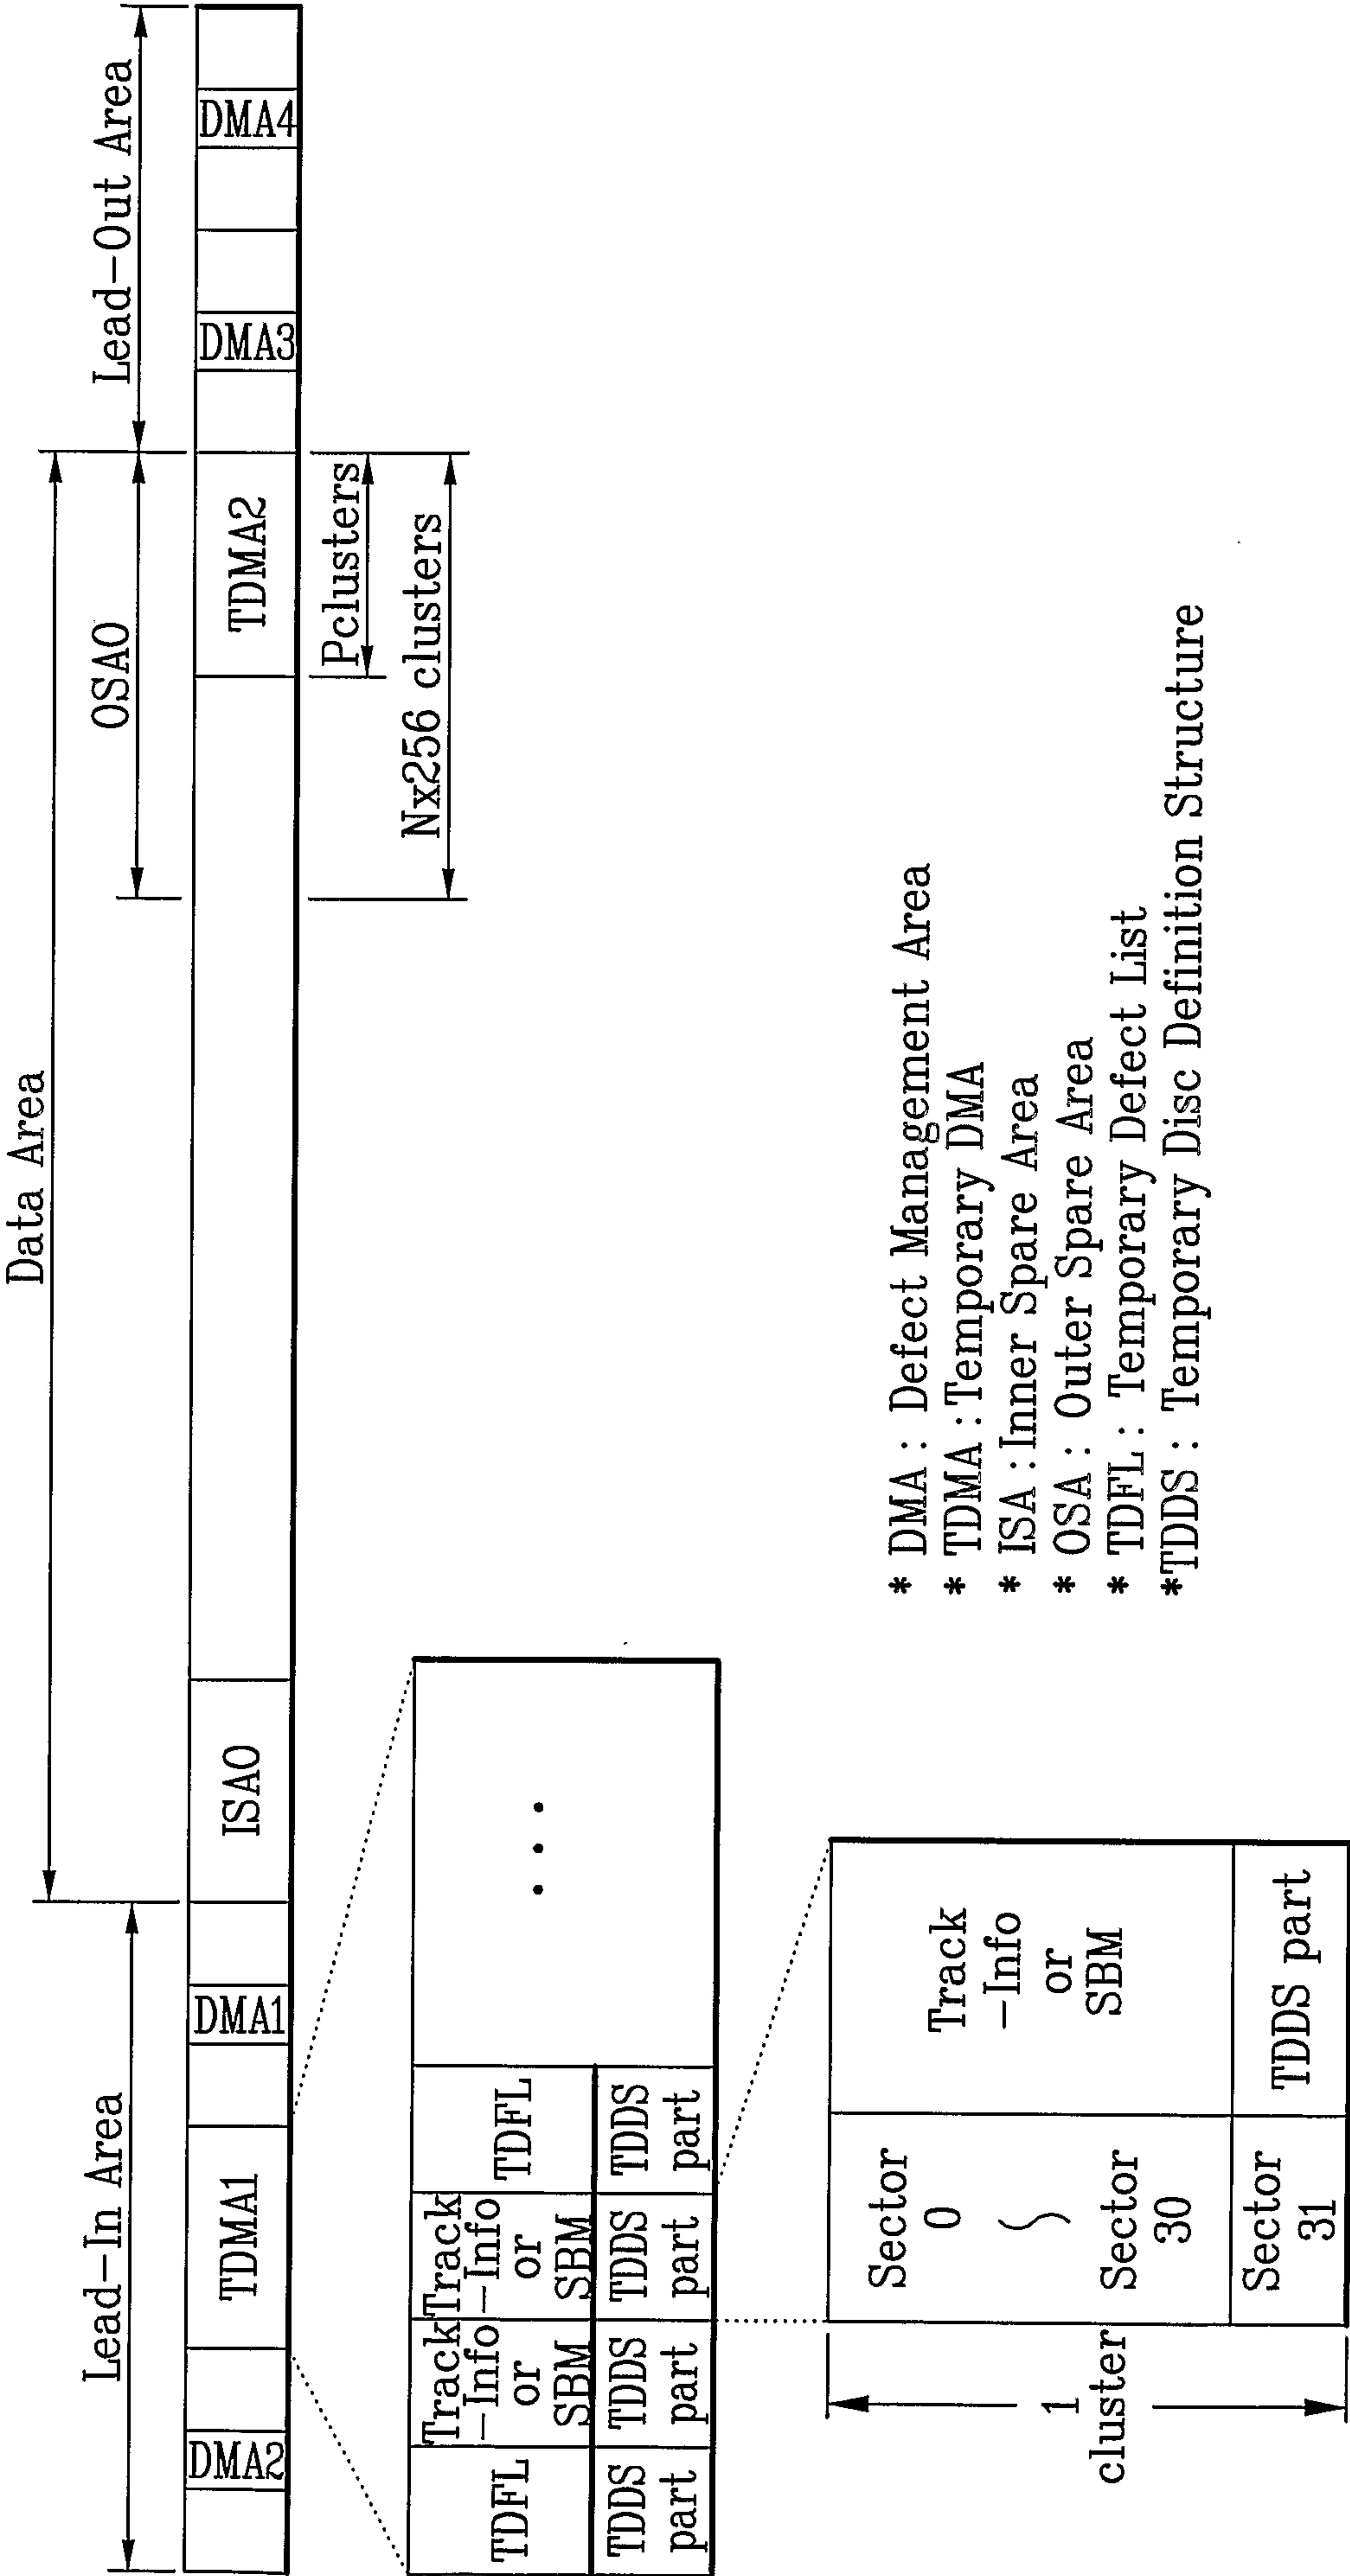 Data Area
Lead-In Area
OSA0
Lead-Out Area
DMA2
TDMA1
DMA1
ISA0
TDMA2
DMA3
DMA4
Pclusters
Nx256 clusters
TDFL
Track
-Info
or
SBM
Track
-Info
or
SBM
TDFL
...
TDDS
part
TDDS
part
TDDS
part
TDDS
part
1
cluster
Sector
0
~
Sector
30
Track
-Info
or
SBM
Sector
31
TDDS part
* DMA : Defect Management Area
* TDMA : Temporary DMA
* ISA : Inner Spare Area
* OSA : Outer Spare Area
* TDFL : Temporary Defect List
*TDDS : Temporary Disc Definition Structure